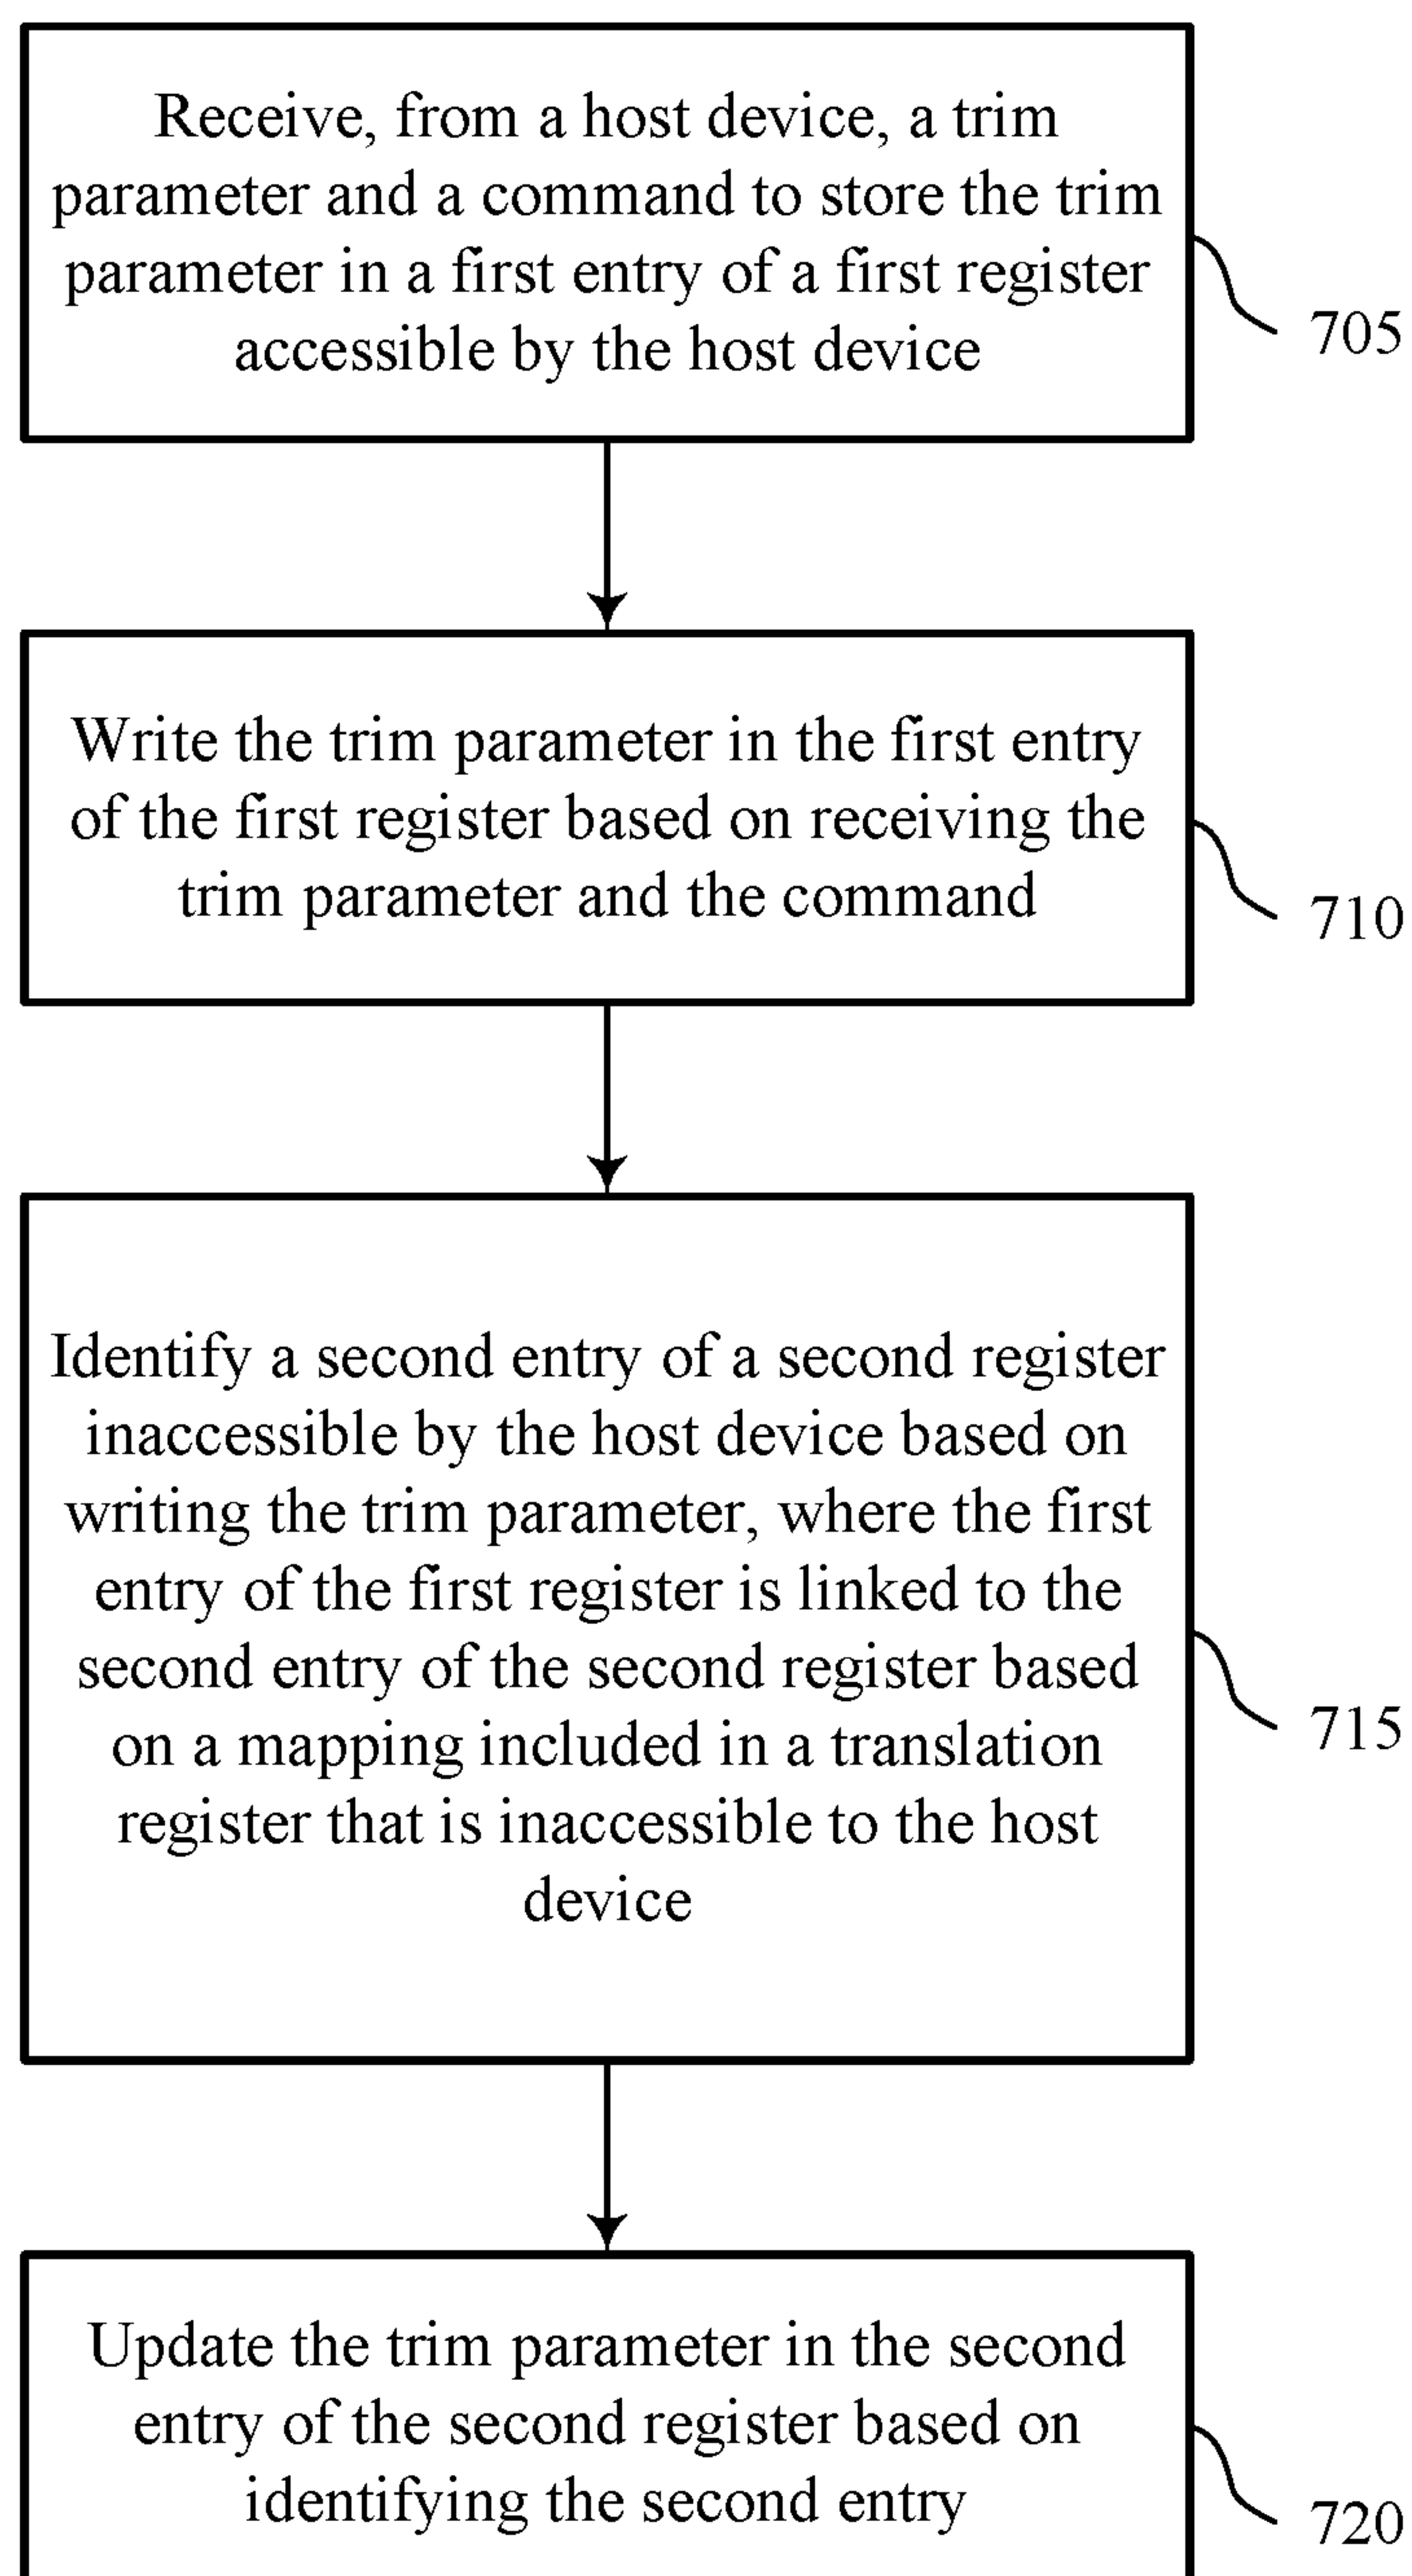 Receive, from a host device, a trim
parameter and a command to store the trim
parameter in a first entry of a first register
accessible by the host device
705
Write the trim parameter in the first entry
of the first register based on receiving the
trim parameter and the command
710
Identify a second entry of a second register
inaccessible by the host device based on
writing the trim parameter, where the first
entry of the first register is linked to the
second entry of the second register based
on a mapping included in a translation
register that is inaccessible to the host
device
715
Update the trim parameter in the second
entry of the second register based on
identifying the second entry
720